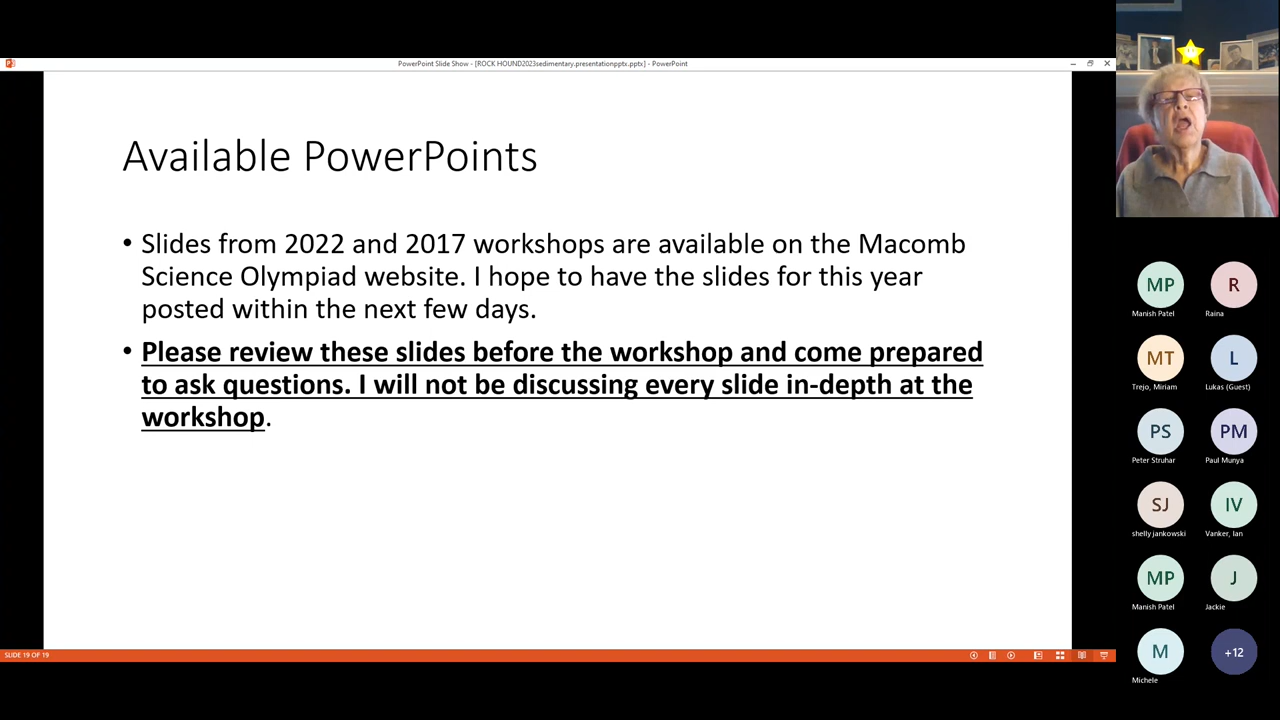 PowerPoint Slide Show - [ROCK HOUND2023sedimentary.presentationpptx.pptx] - PowerPoint
Available PowerPoints
• Slides from 2022 and 2017 workshops are available on the Macomb
Science Olympiad website. I hope to have the slides for this year
posted within the next few days.
• Please review these slides before the workshop and come prepared
to ask questions. I will not be discussing every slide in-depth at the
workshop.
SLIDE 19 OF 19
MP
R
Manish Patel
Raina
MT
L
Trejo, Miriam
Lukas (Guest)
PS
PM
Peter Struhar
Paul Munya
SJ
IV
shelly jankowski
Vanker, Ian
MP
J
Manish Patel
Jackie
M
+12
Michele